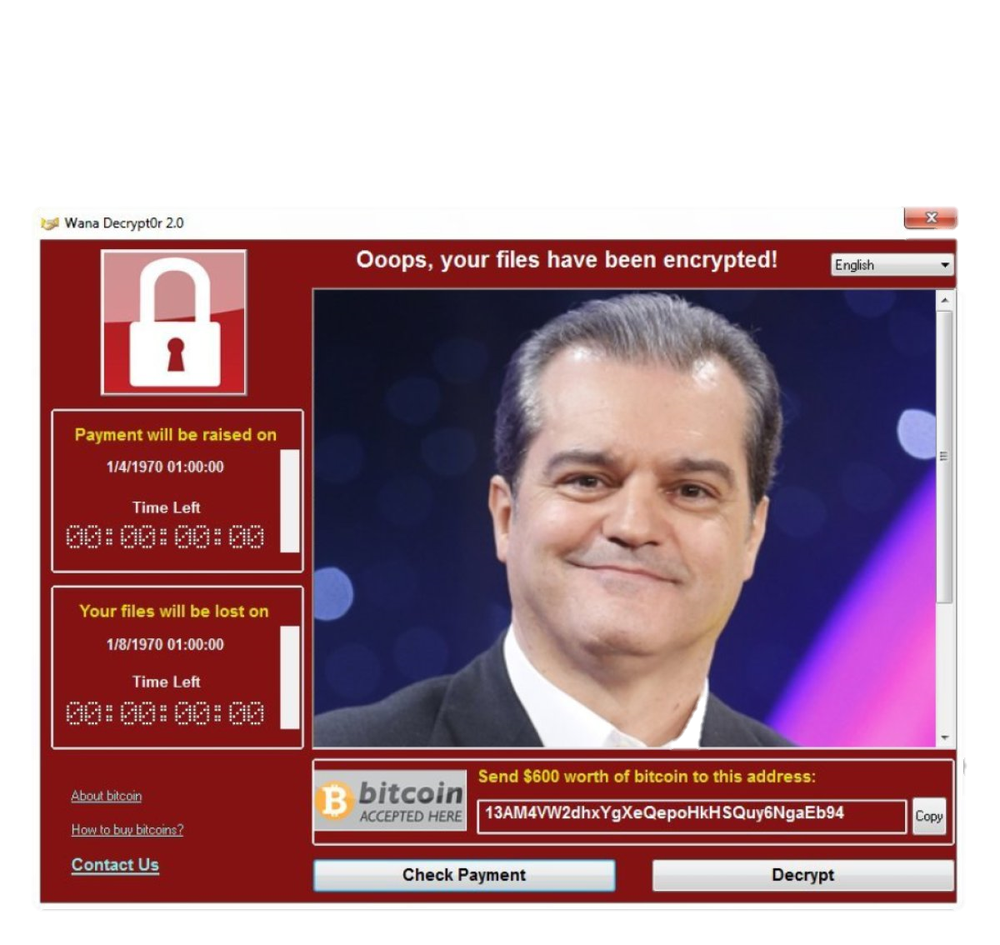 Wana Decrypt0r 2.0
Ooops, your files have been encrypted!
English
Payment will be raised on
1/4/1970 01:00:00
Time Left
00:00:00:00
Your files will be lost on
1/8/1970 01:00:00
Time Left
00:00:00:00
About bitcoin
How to buy bitcoins?
Contact Us
bitcoin
ACCEPTED HERE
Send $600 worth of bitcoin to this address:
13AM4VW2dhxYgXeQepoHkHSQuy6NgaEb94
Copy
Check Payment
Decrypt